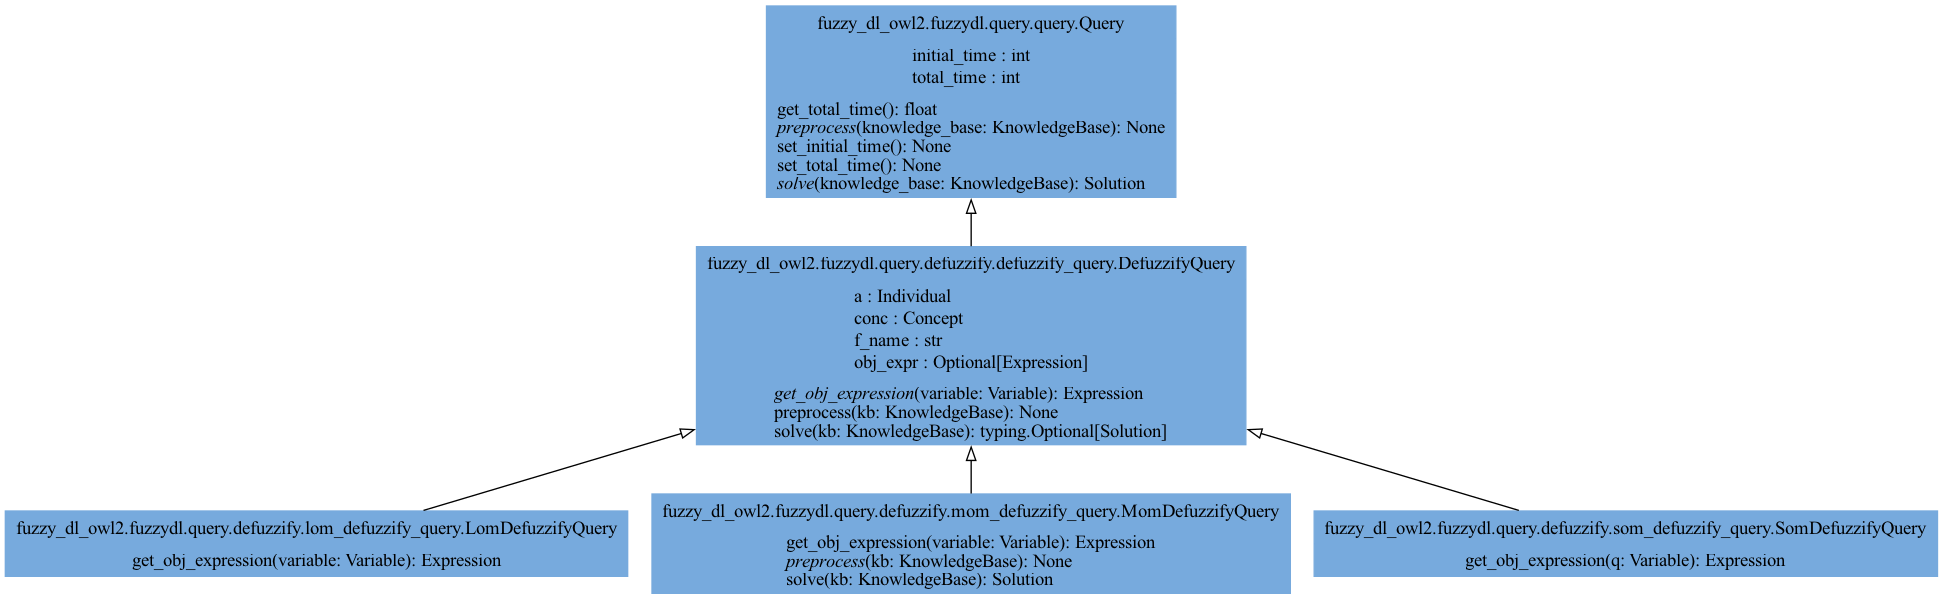 fuzzy_dl_owl2.fuzzydl.query.query.Query
initial_time : int
total_time : int
get_total_time(): float
preprocess(knowledge_base: KnowledgeBase): None
set_initial_time(): None
set_total_time(): None
solve(knowledge_base: KnowledgeBase): Solution
fuzzy_dl_owl2.fuzzydl.query.defuzzify.defuzzify_query.DefuzzifyQuery
a : Individual
conc : Concept
f_name : str
obj_expr : Optional[Expression]
get_obj_expression(variable: Variable): Expression
preprocess(kb: KnowledgeBase): None
solve(kb: KnowledgeBase): typing.Optional[Solution]
fuzzy_dl_owl2.fuzzydl.query.defuzzify.lom_defuzzify_query.LomDefuzzifyQuery
get_obj_expression(variable: Variable): Expression
fuzzy_dl_owl2.fuzzydl.query.defuzzify.mom_defuzzify_query.MomDefuzzifyQuery
get_obj_expression(variable: Variable): Expression
preprocess(kb: KnowledgeBase): None
solve(kb: KnowledgeBase): Solution
fuzzy_dl_owl2.fuzzydl.query.defuzzify.som_defuzzify_query.SomDefuzzifyQuery
get_obj_expression(q: Variable): Expression